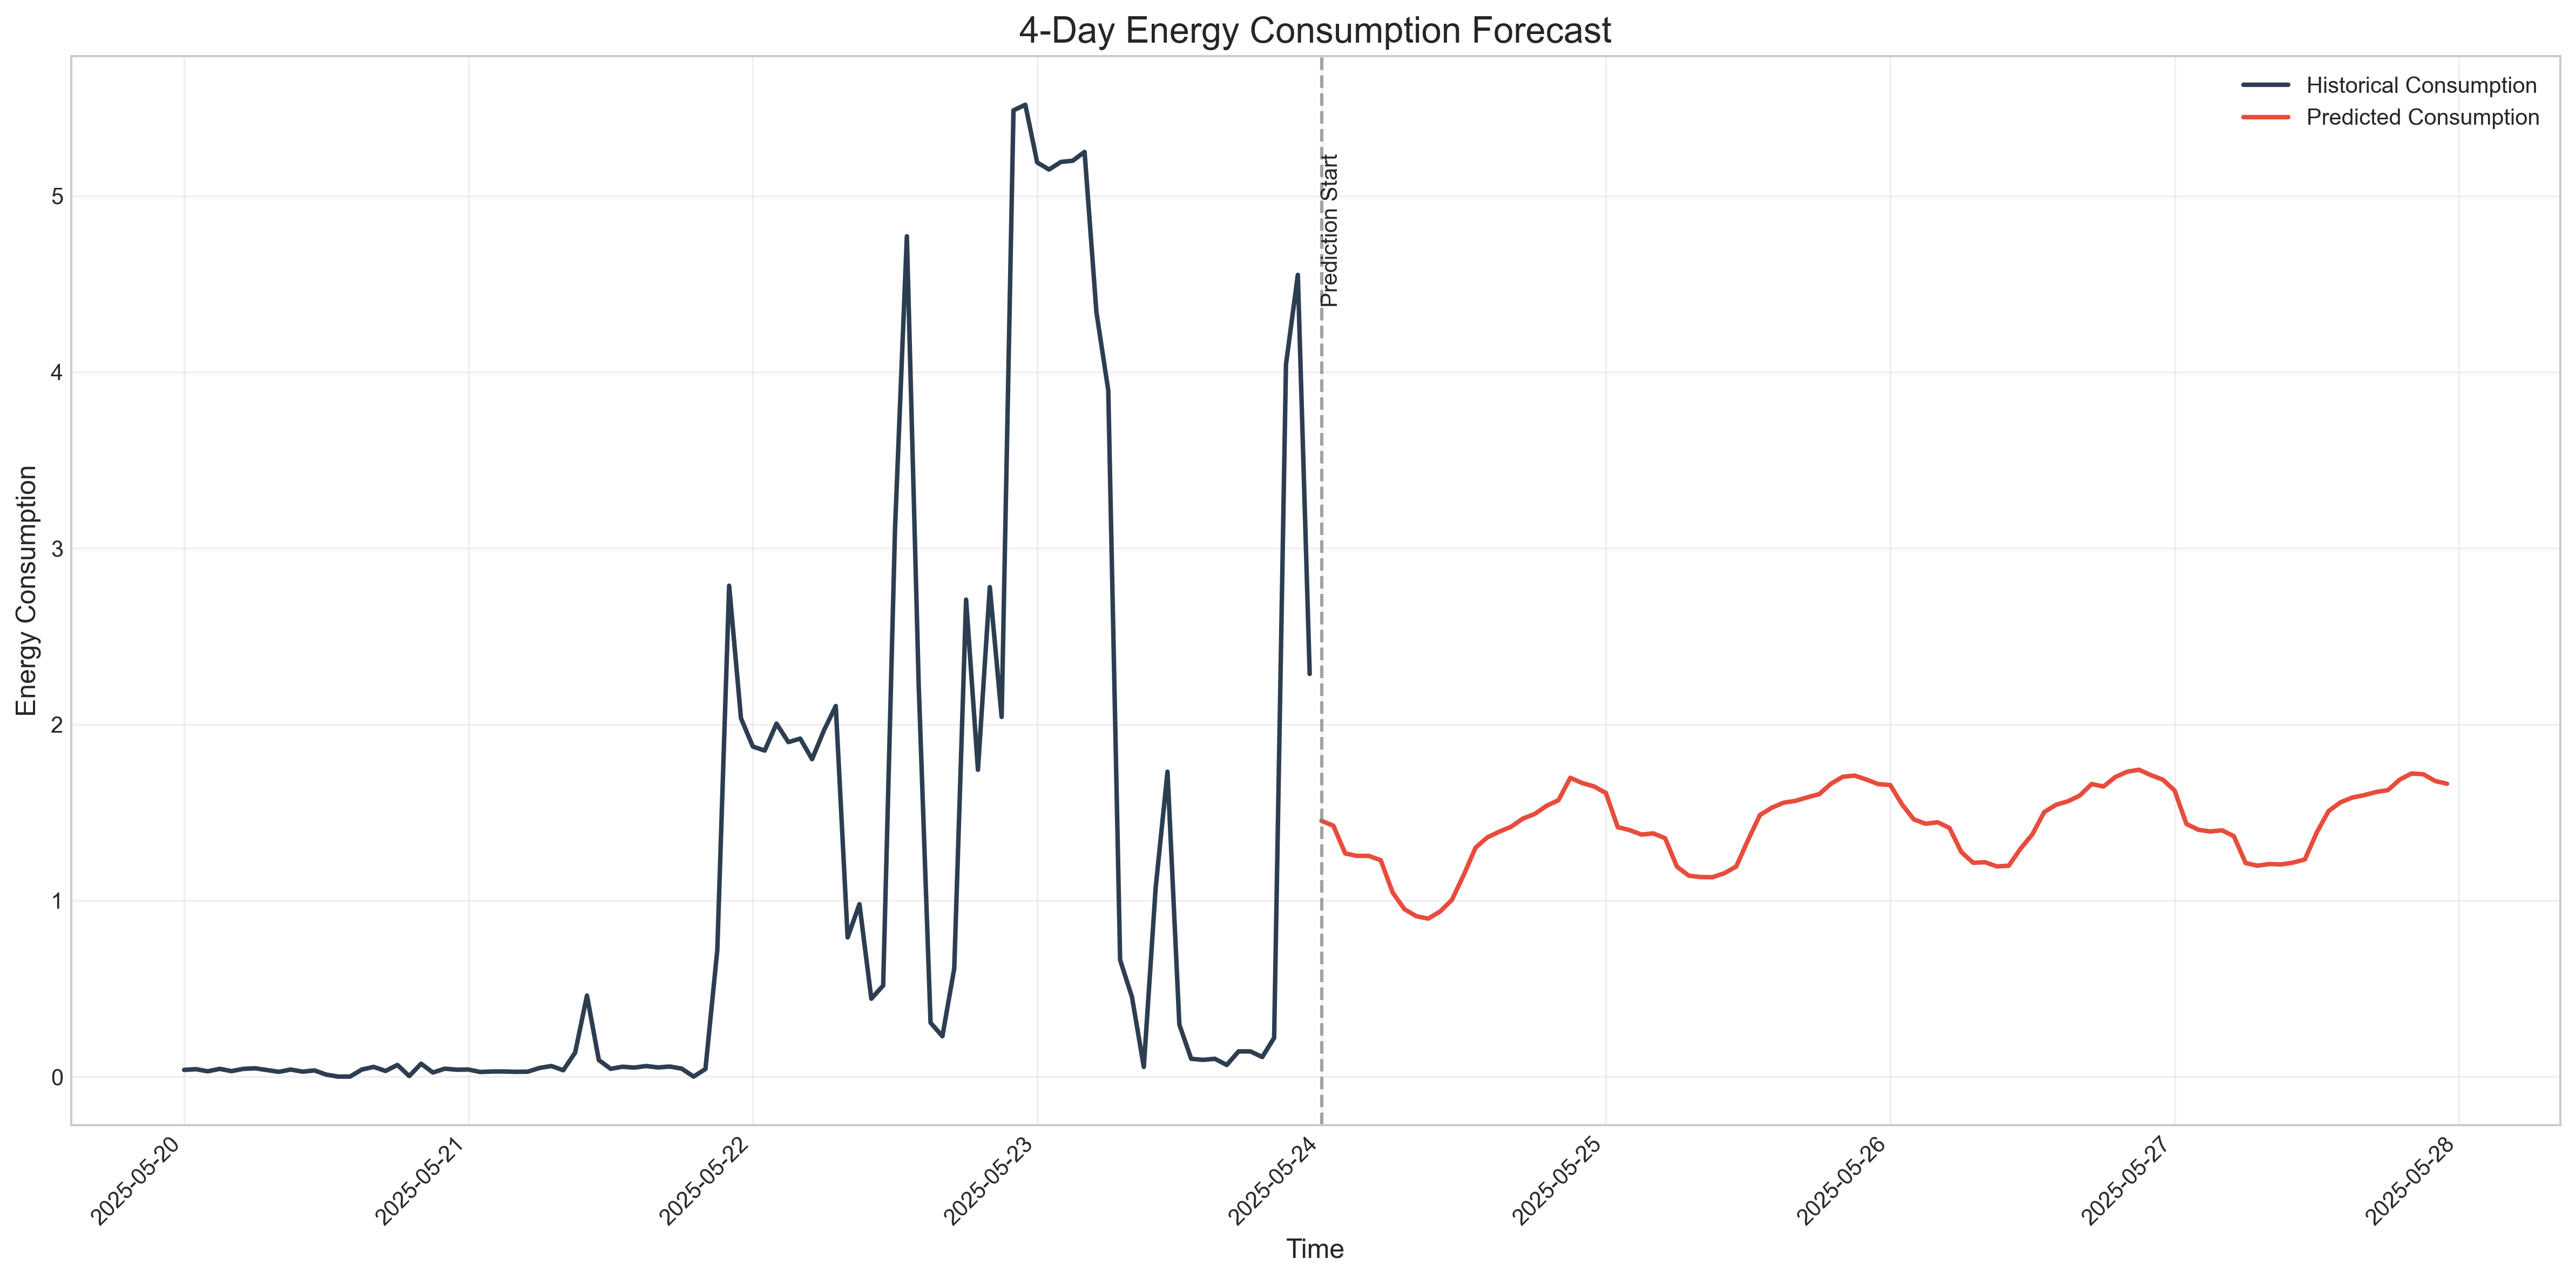 4-Day Energy Consumption Forecast
Historical Consumption
Predicted Consumption
Prediction Start
Energy Consumption
5
4
3
2
1
0
2025-05-20
2025-05-21
2025-05-22
2025-05-23
2025-05-24
2025-05-25
2025-05-26
2025-05-27
2025-05-28
Time